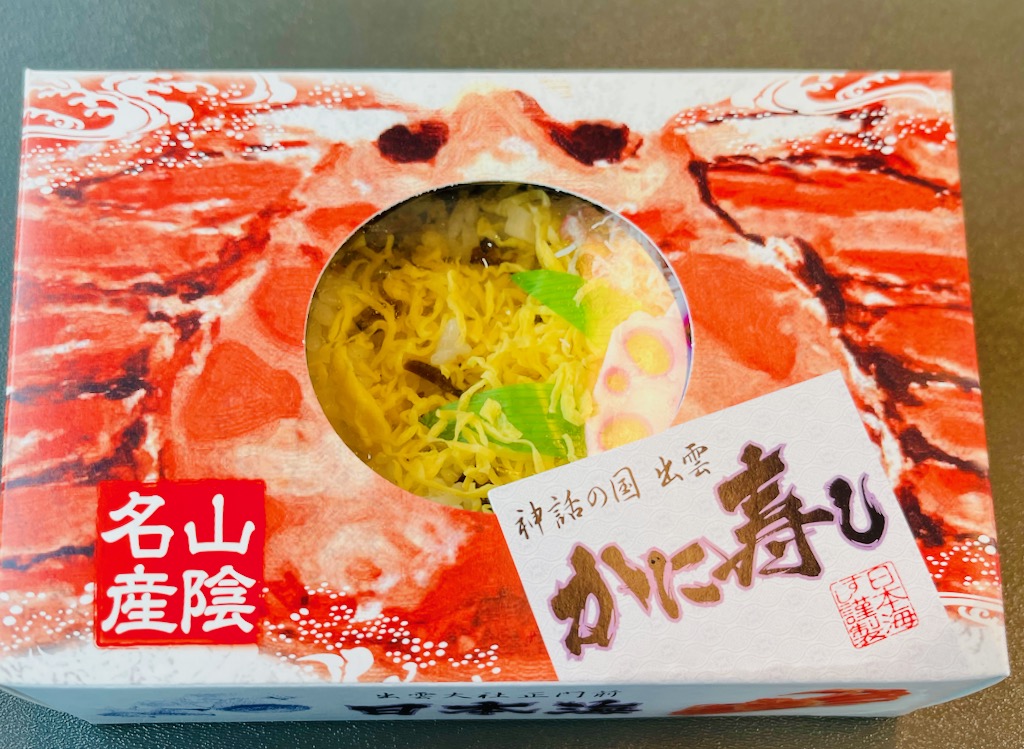 山陰
名産
神話の国 出雲
かに寿し
日本海
すし謹製
出雲大社正門前
日本海